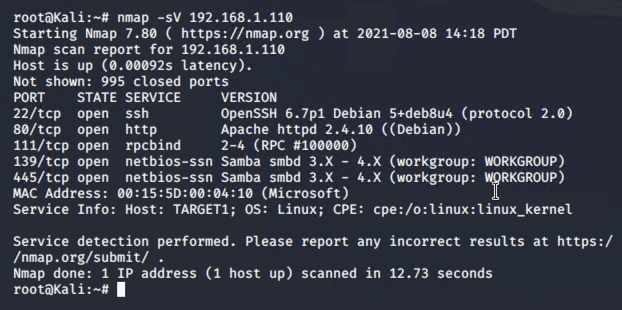 root@Kali:~# nmap -sV 192.168.1.110
Starting Nmap 7.80 ( https://nmap.org ) at 2021-08-08 14:18 PDT
Nmap scan report for 192.168.1.110
Host is up (0.00092s latency).
Not shown: 995 closed ports
PORT    STATE SERVICE     VERSION
22/tcp  open  ssh         OpenSSH 6.7p1 Debian 5+deb8u4 (protocol 2.0)
80/tcp  open  http        Apache httpd 2.4.10 ((Debian))
111/tcp open  rpcbind     2-4 (RPC #100000)
139/tcp open  netbios-ssn Samba smbd 3.X - 4.X (workgroup: WORKGROUP)
445/tcp open  netbios-ssn Samba smbd 3.X - 4.X (workgroup: WORKGROUP)
MAC Address: 00:15:5D:00:04:10 (Microsoft)
Service Info: Host: TARGET1; OS: Linux; CPE: cpe:/o:linux:linux_kernel

Service detection performed. Please report any incorrect results at https:/
/nmap.org/submit/ .
Nmap done: 1 IP address (1 host up) scanned in 12.73 seconds
root@Kali:~#